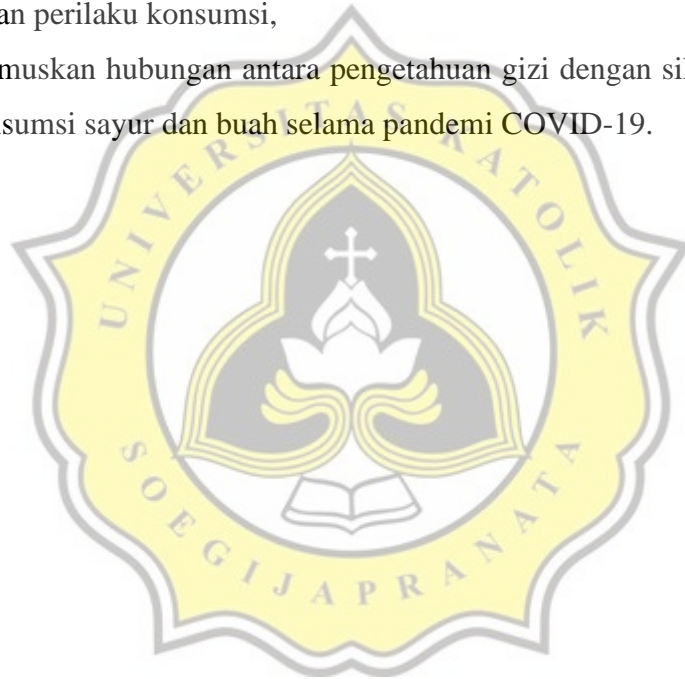 an perilaku konsumsi,
muskan hubungan antara pengetahuan gizi dengan
sumsi sayur dan buah selama pandemi COVID-19.
UNIVERSITAS KATOLIK
SOEGIJAPRANATA